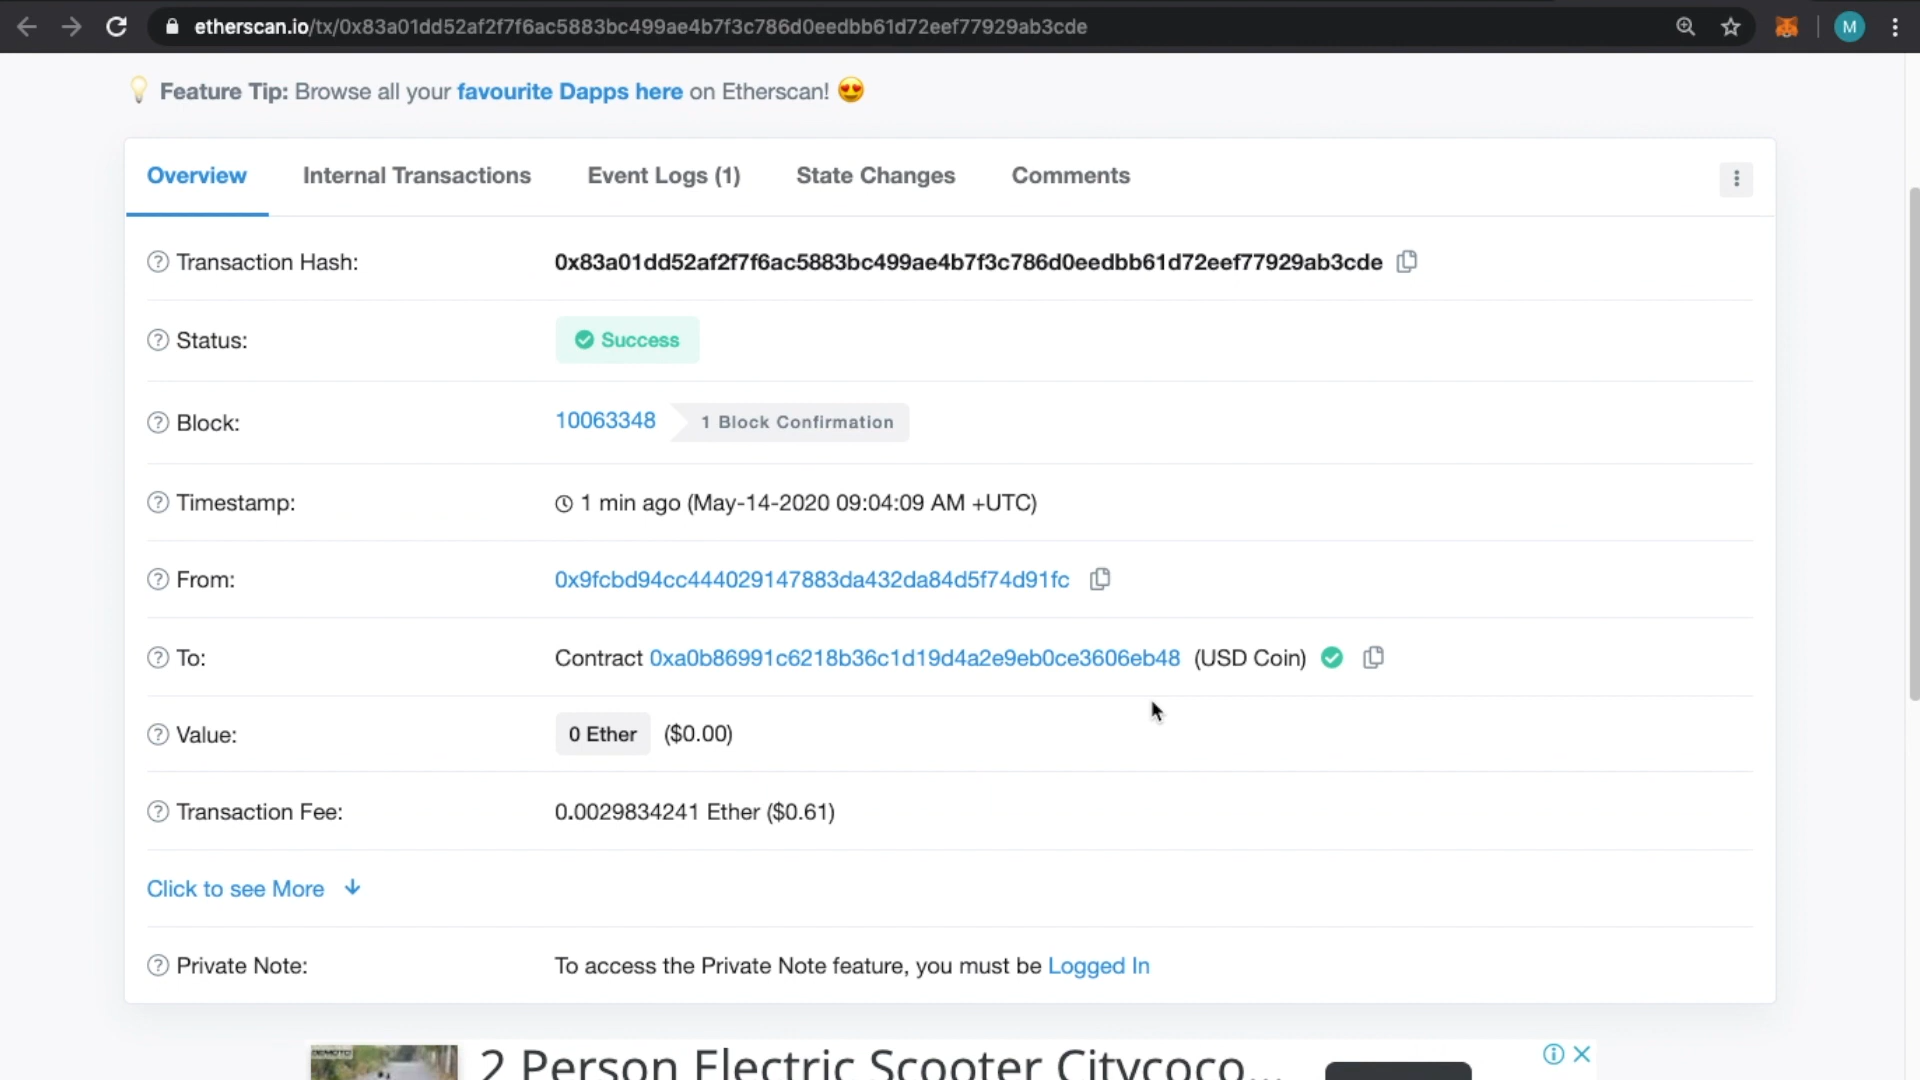 etherscan.io/tx/0x83a01dd52af2f7f6ac5883bc499ae4b7f3c786d0eedbb61d72eef77929ab3cde
M
Feature Tip: Browse all your favourite Dapps here on Etherscan! 😍
Overview Internal Transactions Event Logs (1) State Changes Comments
Transaction Hash: 0x83a01dd52af2f7f6ac5883bc499ae4b7f3c786d0eedbb61d72eef77929ab3cde
Status: Success
Block: 10063348 1 Block Confirmation
Timestamp: 1 min ago (May-14-2020 09:04:09 AM +UTC)
From: 0x9fcbd94cc444029147883da432da84d5f74d91fc
To: Contract 0xa0b86991c6218b36c1d19d4a2e9eb0ce3606eb48 (USD Coin)
Value: 0 Ether ($0.00)
Transaction Fee: 0.0029834241 Ether ($0.61)
Click to see More
Private Note: To access the Private Note feature, you must be Logged In
2 Person Electric Scooter Citycoco...